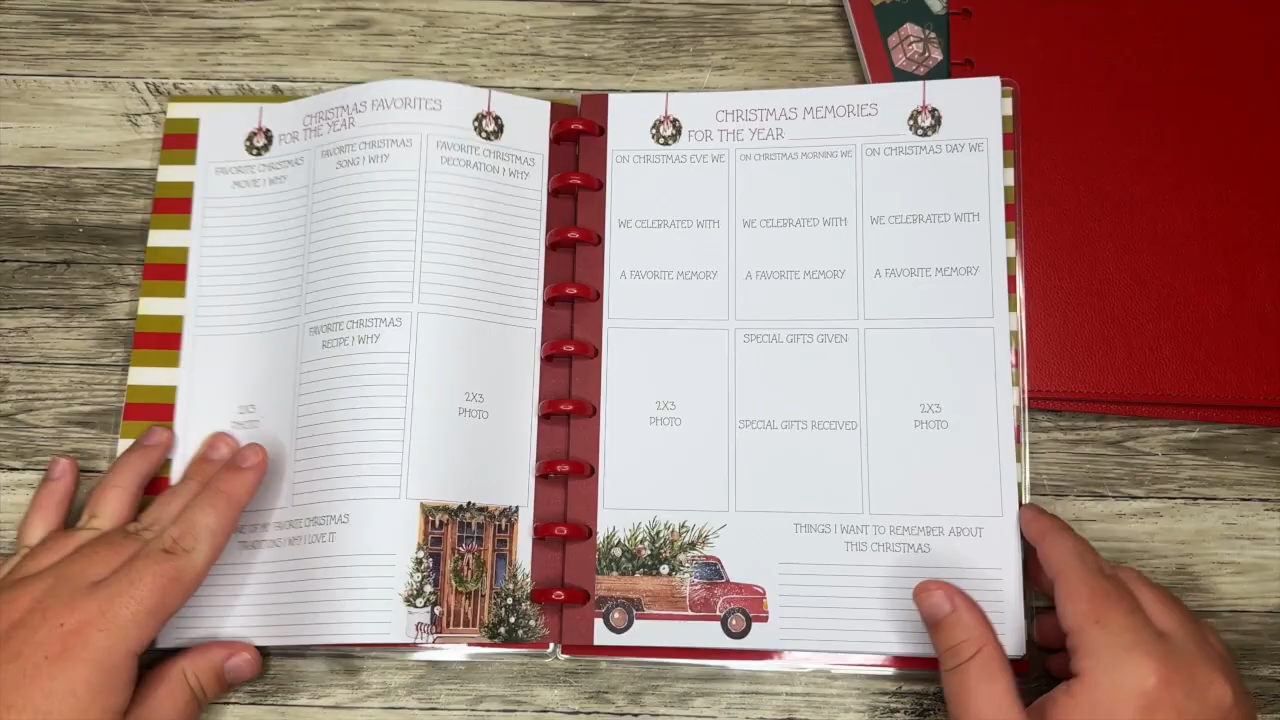 CHRISTMAS FAVORITES
FOR THE YEAR
FAVORITE CHRISTMAS
MOVIE & WHY
FAVORITE CHRISTMAS
SONG & WHY
FAVORITE CHRISTMAS
DECORATION & WHY
2X3
PHOTO
FAVORITE CHRISTMAS
RECIPE & WHY
2X3
PHOTO
FAVORITE CHRISTMAS
TRADITIONS & WHY I LOVE IT
CHRISTMAS MEMORIES
FOR THE YEAR
ON CHRISTMAS EVE WE
WE CELEBRATED WITH
A FAVORITE MEMORY
ON CHRISTMAS MORNING WE
WE CELEBRATED WITH
A FAVORITE MEMORY
ON CHRISTMAS DAY WE
WE CELEBRATED WITH
A FAVORITE MEMORY
2X3
PHOTO
SPECIAL GIFTS GIVEN
SPECIAL GIFTS RECEIVED
2X3
PHOTO
THINGS I WANT TO REMEMBER ABOUT
THIS CHRISTMAS